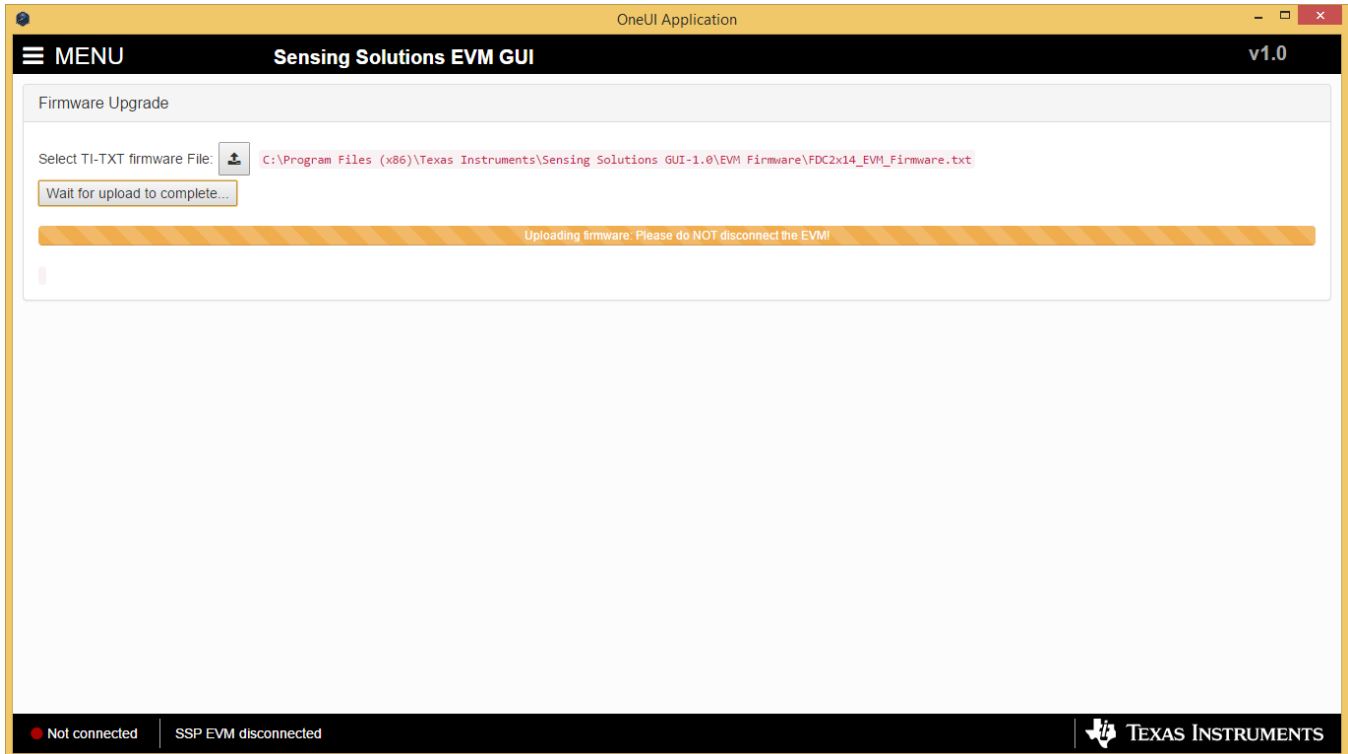 OneUI Application
MENU Sensing Solutions EVM GUI v1.0
Firmware Upgrade
Select TI-TXT firmware File: C:\Program Files (x86)\Texas Instruments\Sensing Solutions GUI-1.0\EVM Firmware\FDC2x14_EVM_Firmware.txt
Wait for upload to complete...
Uploading firmware: Please do NOT disconnect the EVM!
Not connected SSP EVM disconnected TEXAS INSTRUMENTS